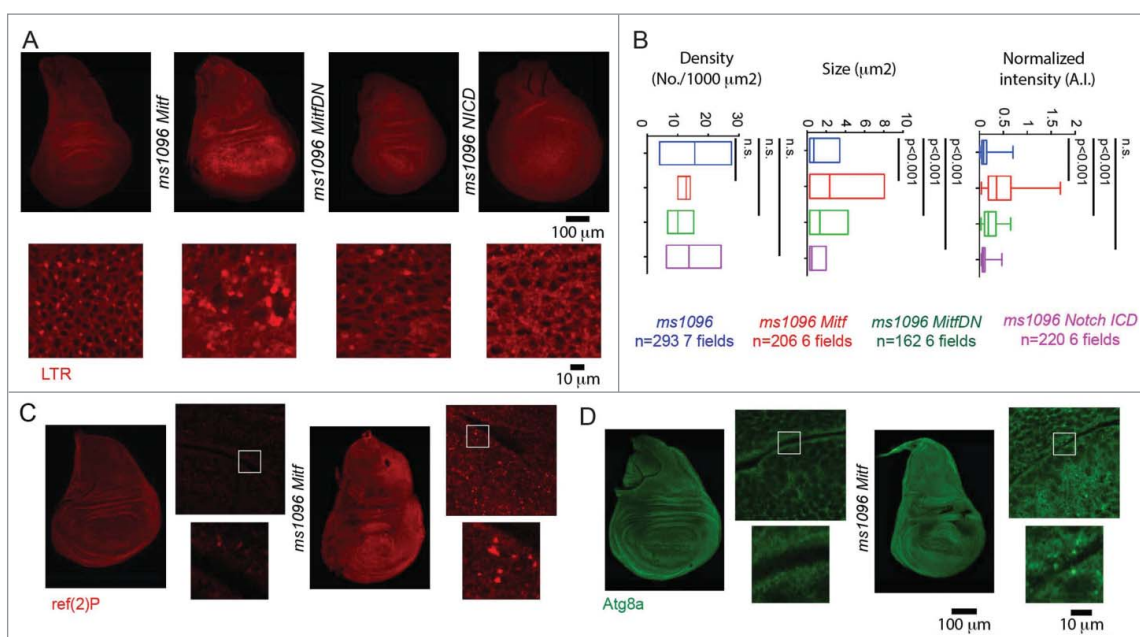 A
ms1096 Mitf
ms1096 MitfDN
ms1096 NICD
100 μm
LTR
10 μm
B
Density
(No./1000 μm2)
0 10 20 30
n.s.
n.s.
n.s.
Size (μm2)
0 2 4 6 8 10
p<0.001
p<0.001
p<0.001
Normalized
intensity (A.I.)
0 0.5 1 1.5 2
p<0.001
p<0.001
n.s.
ms1096
n=293 7 fields
ms1096 Mitf
n=206 6 fields
ms1096 MitfDN
n=162 6 fields
ms1096 Notch ICD
n=220 6 fields
C
ms1096 Mitf
ref(2)P
D
ms1096 Mitf
Atg8a
100 μm
10 μm